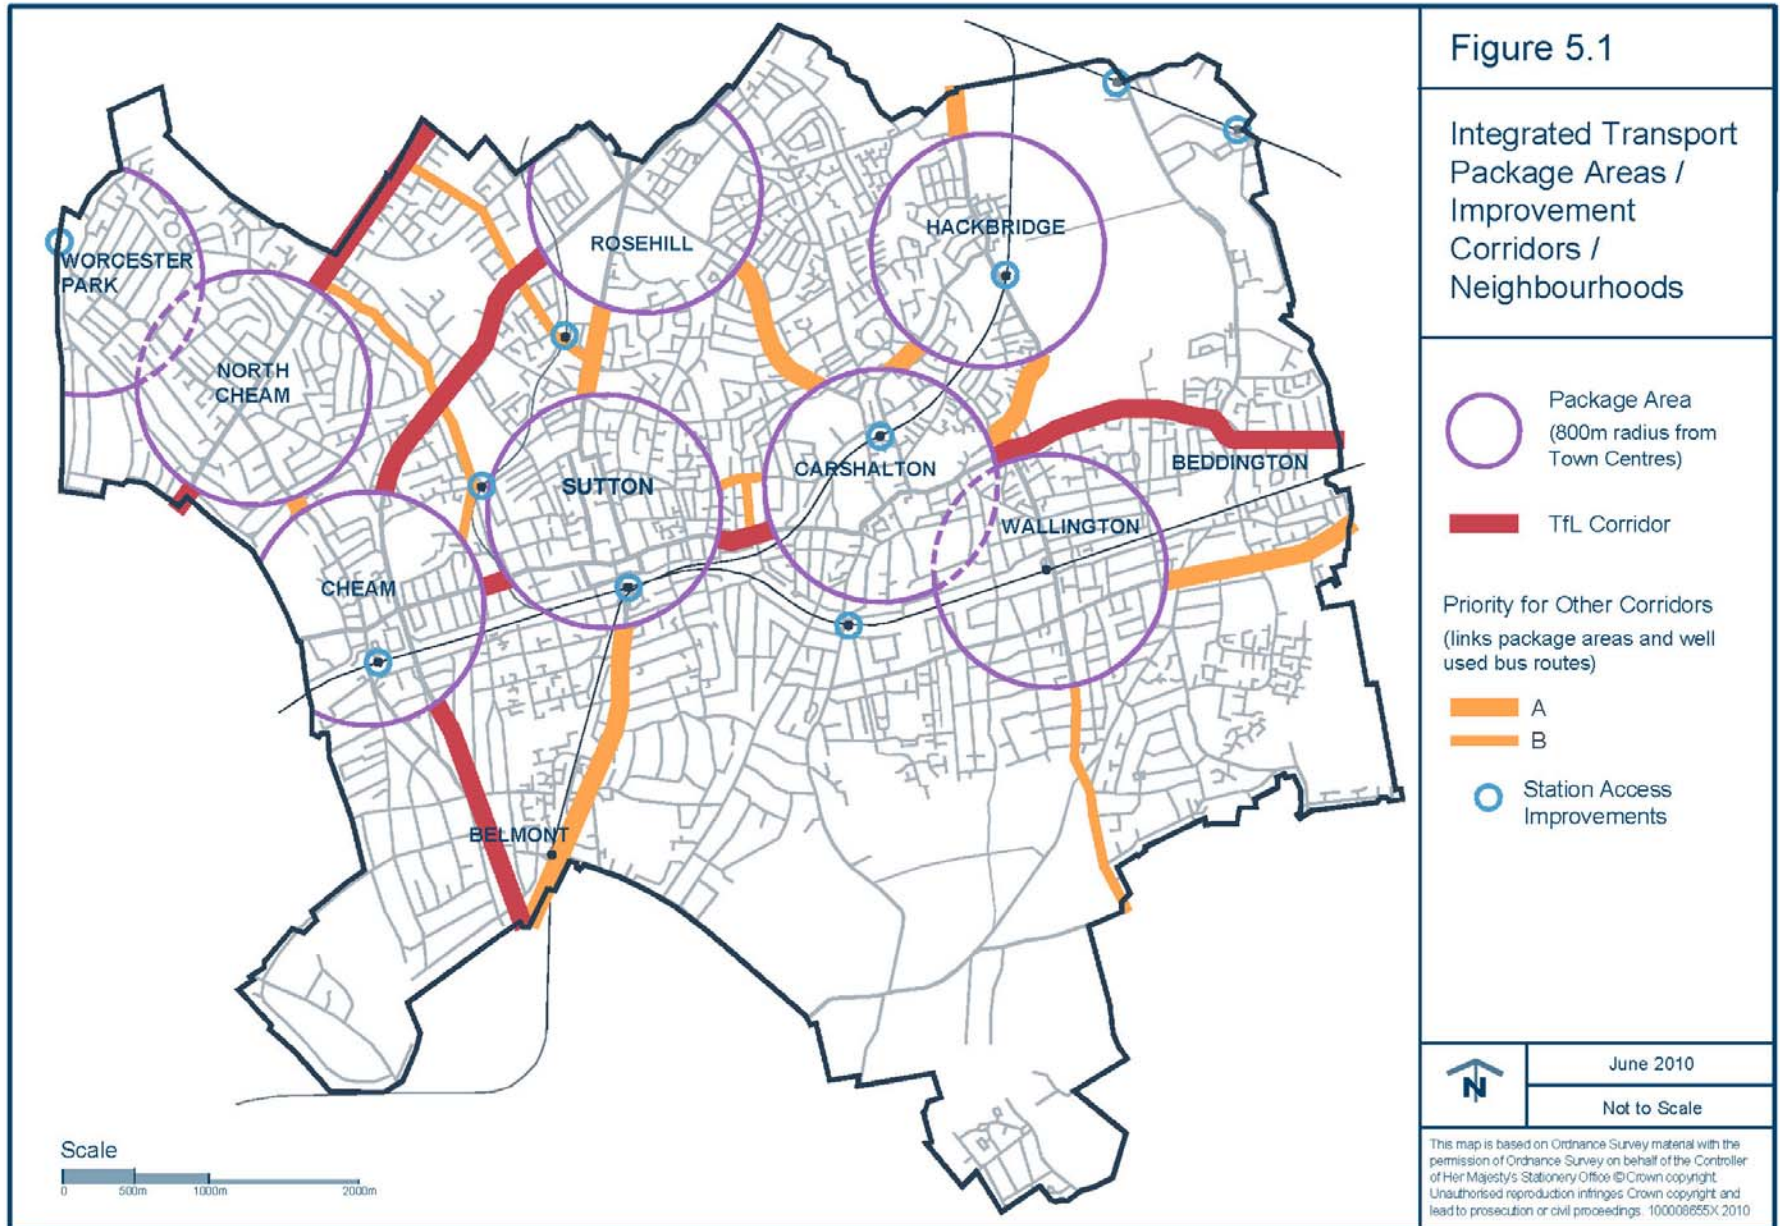 Figure 5.1
Integrated Transport
Package Areas /
Improvement
Corridors /
Neighbourhoods
Package Area
(800m radius from
Town Centres)
TfL Corridor
Priority for Other Corridors
(links package areas and well
used bus routes)
A
B
Station Access
Improvements
N
June 2010
Not to Scale
This map is based on Ordnance Survey material with the
permission of Ordnance Survey on behalf of the Controller
of Her Majesty's Stationery Office © Crown copyright.
Unauthorised reproduction infringes Crown copyright and
lead to prosecution or civil proceedings. 100008655X 2010
HACKBRIDGE
ROSEHILL
WORCESTER
PARK
NORTH
CHEAM
SUTTON
CARSHALTON
BEDDINGTON
WALLINGTON
CHEAM
BELMONT
Scale
0 500m 1000m 2000m